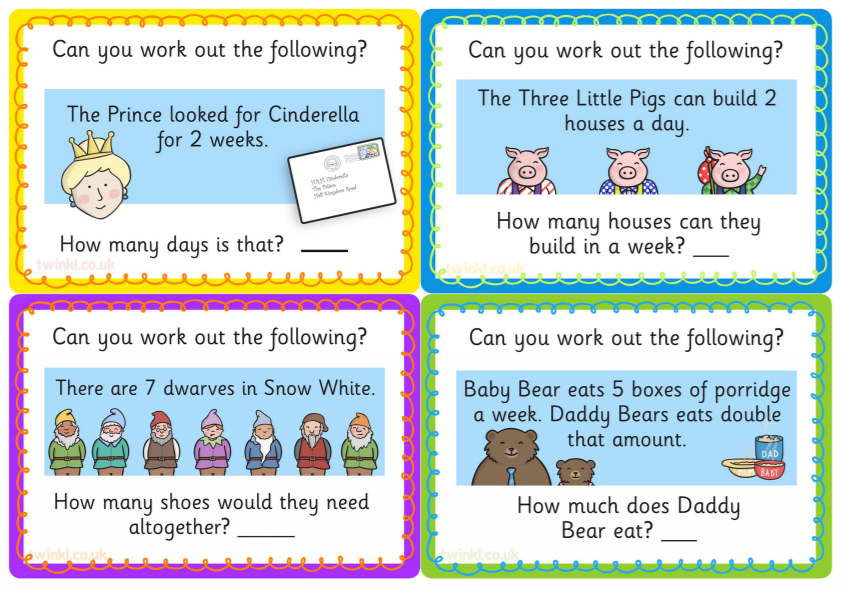 Can you work out the following?
The Prince looked for Cinderella
for 2 weeks.
HRH Cinderella
The Palace
How many days is that? ____
twinkl.co.uk
Can you work out the following?
The Three Little Pigs can build 2
houses a day.
How many houses can they
build in a week? ___
twinkl.co.uk
Can you work out the following?
There are 7 dwarves in Snow White.
How many shoes would they need
altogether? _____
twinkl.co.uk
Can you work out the following?
Baby Bear eats 5 boxes of porridge
a week. Daddy Bears eats double
that amount.
DAD
BABY
How much does Daddy
Bear eat? ___
twinkl.co.uk